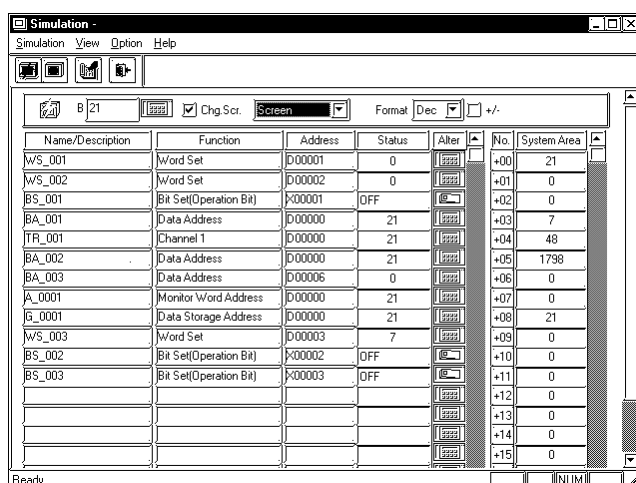 Simulation -
Simulation View Option Help
B 21 Chg.Scr. Screen Format Dec +/-
Name/Description Function Address Status Alter No. System Area
WS_001 Word Set D00001 0 +00 21
WS_002 Word Set D00002 0 +01 0
BS_001 Bit Set(Operation Bit) X00001 OFF +02 0
BA_001 Data Address D00000 21 +03 7
TR_001 Channel 1 D00000 21 +04 48
BA_002 Data Address D00000 21 +05 1798
BA_003 Data Address D00006 0 +06 0
A_0001 Monitor Word Address D00000 21 +07 0
G_0001 Data Storage Address D00000 21 +08 21
WS_003 Word Set D00003 7 +09 0
BS_002 Bit Set(Operation Bit) X00002 OFF +10 0
BS_003 Bit Set(Operation Bit) X00003 OFF +11 0
+12 0
+13 0
+14 0
+15 0
Ready NUM